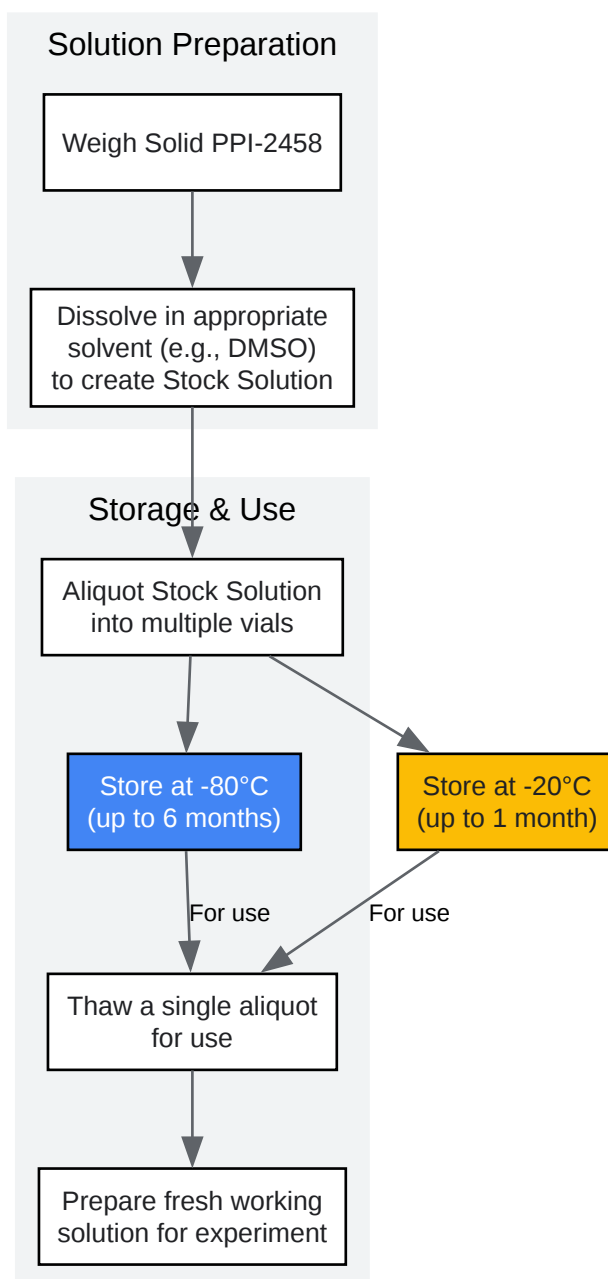 Solution Preparation
Weigh Solid PPI-2458
Dissolve in appropriate
solvent (e.g., DMSO)
to create Stock Solution
Storage & Use
Aliquot Stock Solution
into multiple vials
Store at -80°C
(up to 6 months)
Store at -20°C
(up to 1 month)
For use
For use
Thaw a single aliquot
for use
Prepare fresh working
solution for experiment